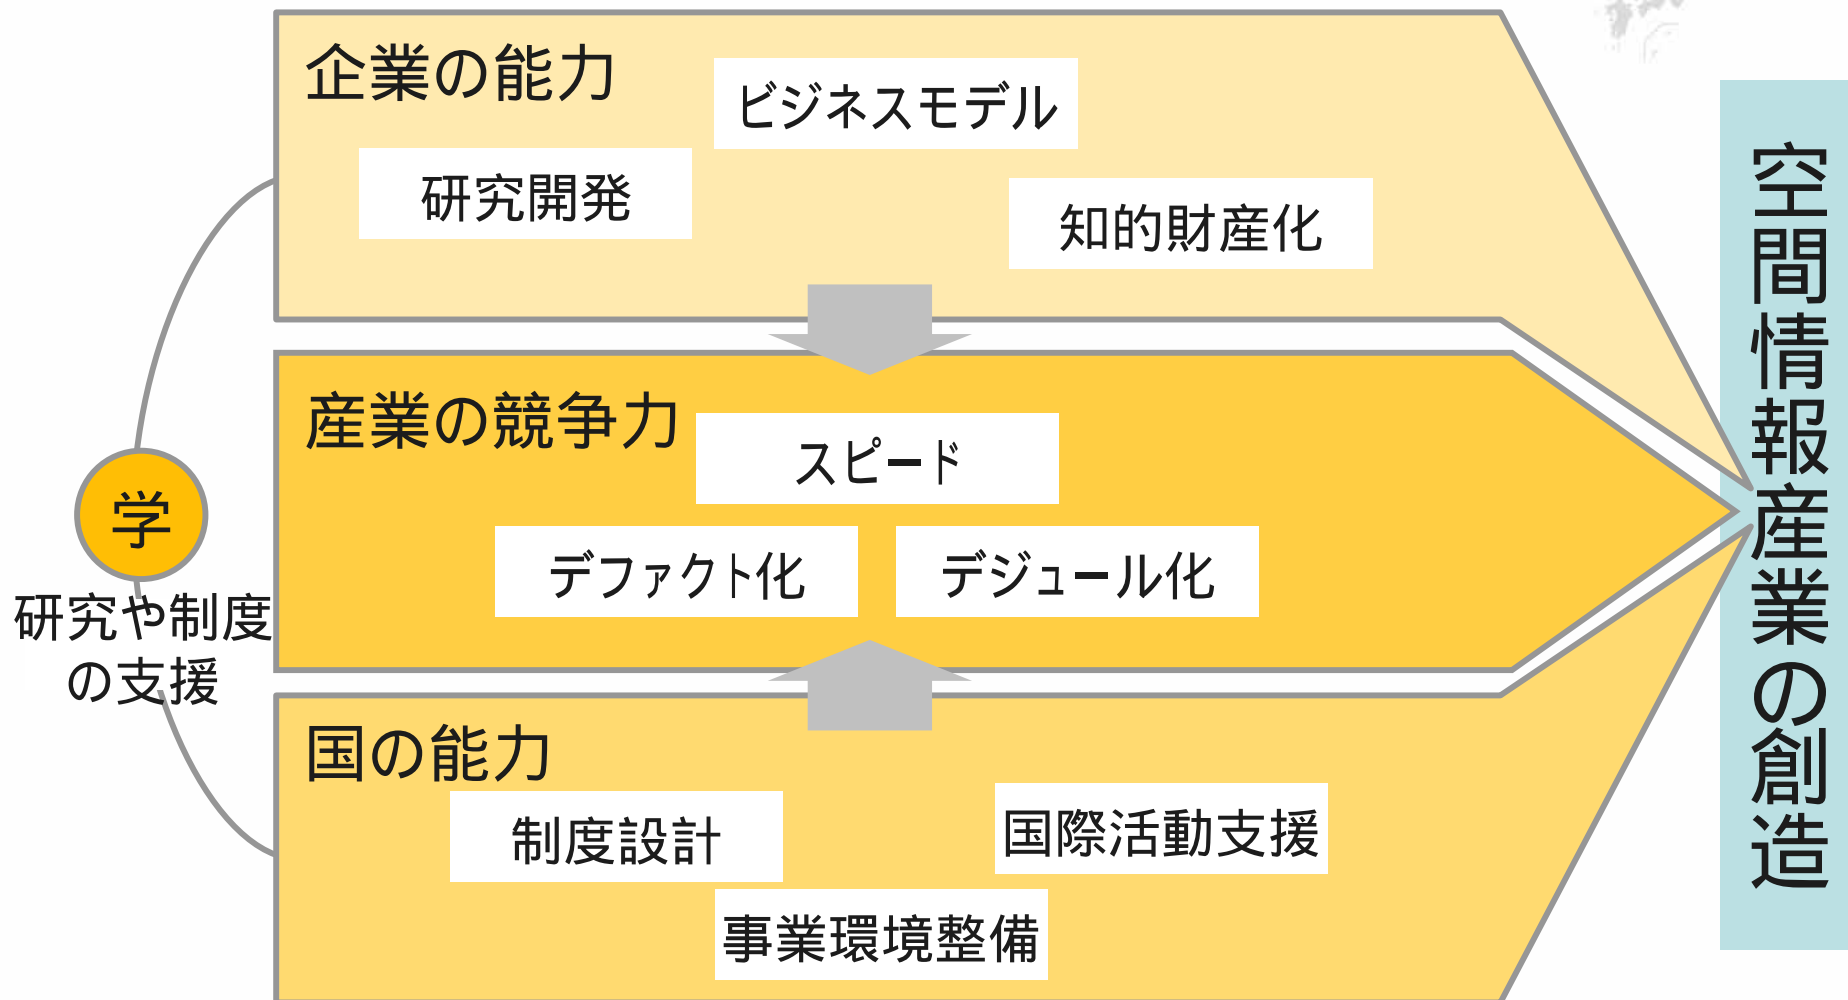 企業の能力
ビジネスモデル
研究開発
知的財産化
産業の競争力
スピード
デファクト化
デジュール化
学
研究や制度
の支援
国の能力
制度設計
国際活動支援
事業環境整備
空間情報産業の創造